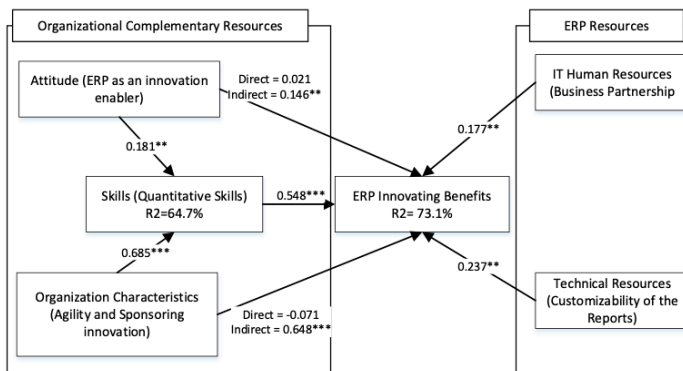 Organizational Complementary Resources
ERP Resources
Attitude (ERP as an innovation
enabler)
Direct = 0.021
Indirect = 0.146**
IT Human Resources
(Business Partnership
0.181**
0.177**
Skills (Quantitative Skills)
R2=64.7%
0.548***
ERP Innovating Benefits
R2= 73.1%
0.685***
0.237**
Organization Characteristics
(Agility and Sponsoring
innovation)
Direct = -0.071
Indirect = 0.648***
Technical Resources
(Customizability of the
Reports)